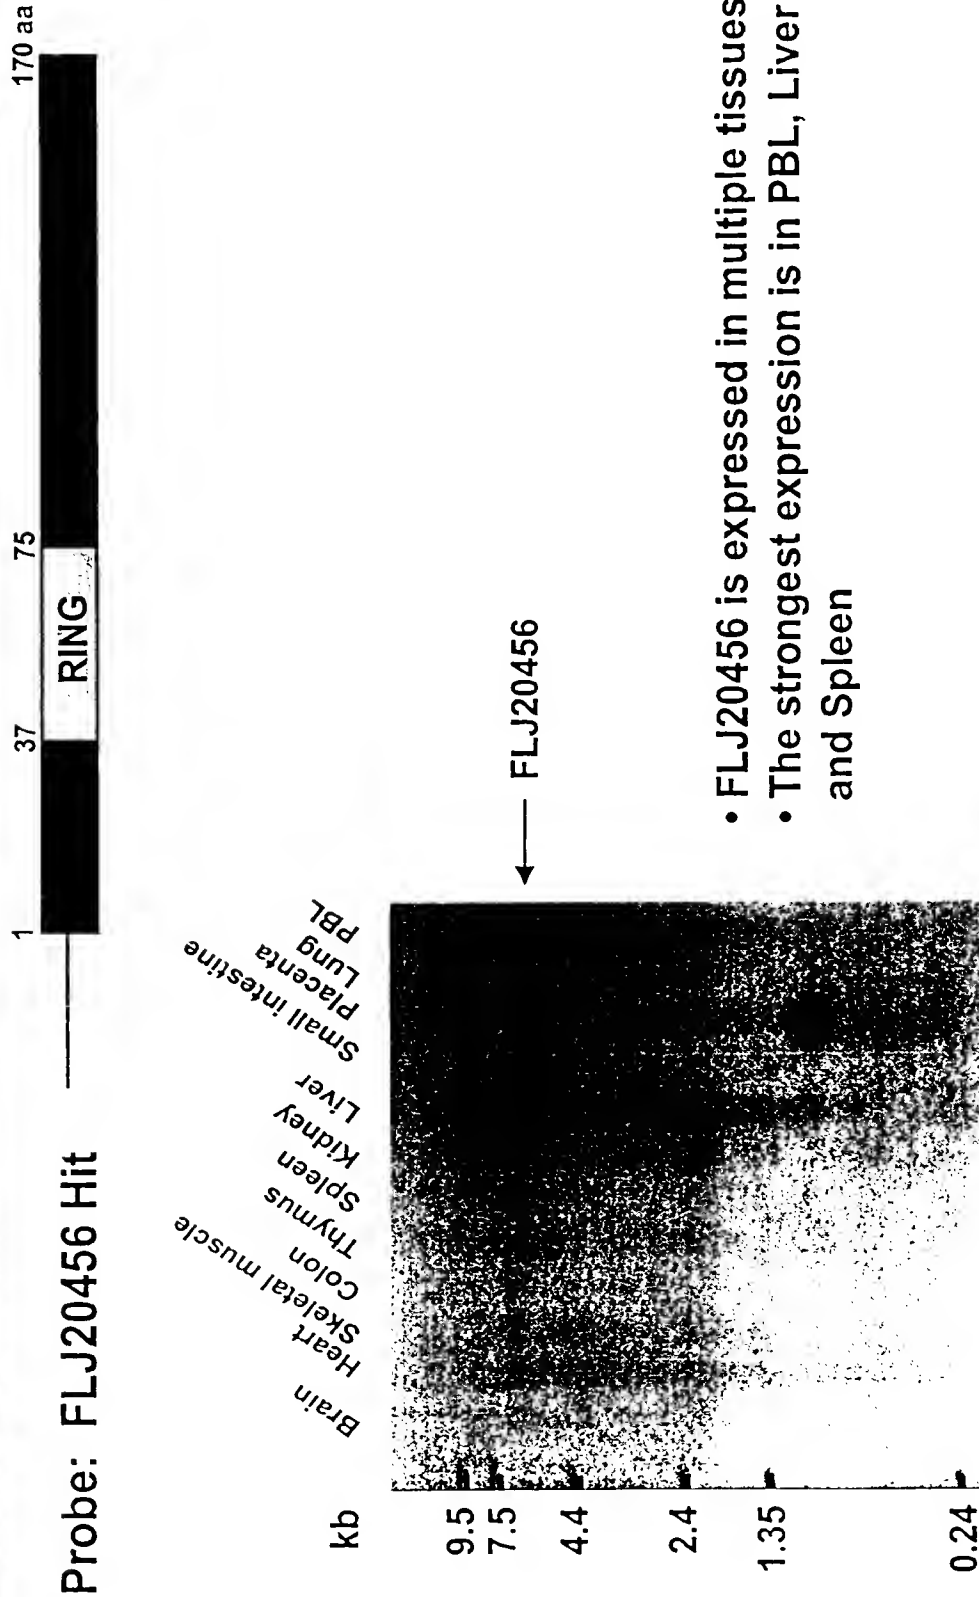 Probe: FLJ20456 Hit
1 37 75 170 aa
RING
kb
Brain
Heart
Skeletal muscle
Colon
Thymus
Spleen
Kidney
Liver
Small intestine
Placenta
Lung
PBL
9.5
7.5
4.4
2.4
1.35
0.24
FLJ20456
• FLJ20456 is expressed in multiple tissues
• The strongest expression is in PBL, Liver
and Spleen